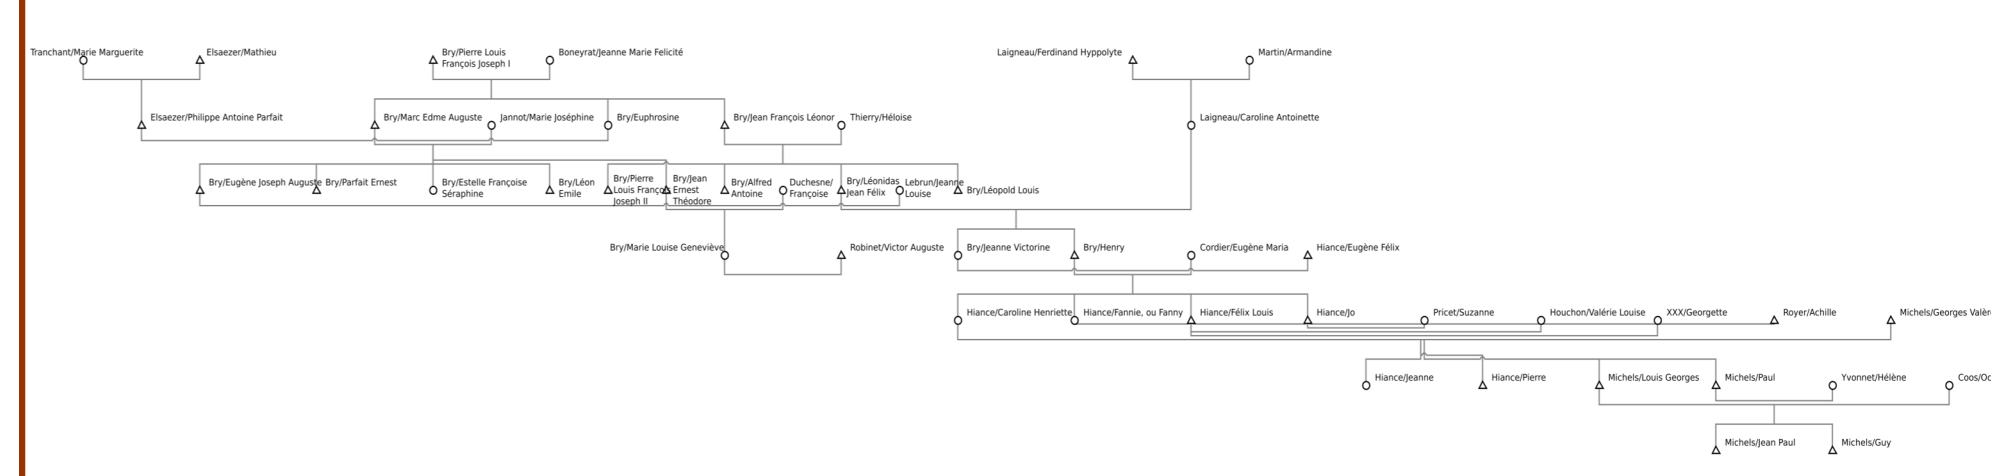 Tranchant/Marie Marguerite
Elsaezer/Mathieu
Bry/Pierre Louis
François Joseph I
Boneyrat/Jeanne Marie Felicité
Laigneau/Ferdinand Hyppolyte
Martin/Armandine
Elsaezer/Philippe Antoine Parfait
Bry/Marc Edme Auguste
Jannot/Marie Joséphine
Bry/Euphrosine
Bry/Jean François Léonor
Thierry/Héloise
Laigneau/Caroline Antoinette
Bry/Eugène Joseph Auguste
Bry/Parfait Ernest
Bry/Estelle Françoise
Séraphine
Bry/Léon
Emile
Bry/Pierre
Louis François
Joseph II
Bry/Jean
Ernest
Théodore
Bry/Alfred
Antoine
Duchesne/
Françoise
Bry/Léonidas
Jean Félix
Lebrun/Jeanne
Louise
Bry/Léopold Louis
Bry/Marie Louise Geneviève
Robinet/Victor Auguste
Bry/Jeanne Victorine
Bry/Henry
Cordier/Eugène Maria
Hiance/Eugène Félix
Hiance/Caroline Henriette
Hiance/Fannie, ou Fanny
Hiance/Félix Louis
Hiance/Jo
Pricet/Suzanne
Houchon/Valérie Louise
XXX/Georgette
Royer/Achille
Michels/Georges Valèr
Hiance/Jeanne
Hiance/Pierre
Michels/Louis Georges
Michels/Paul
Yvonnet/Hélène
Coos/Oc
Michels/Jean Paul
Michels/Guy